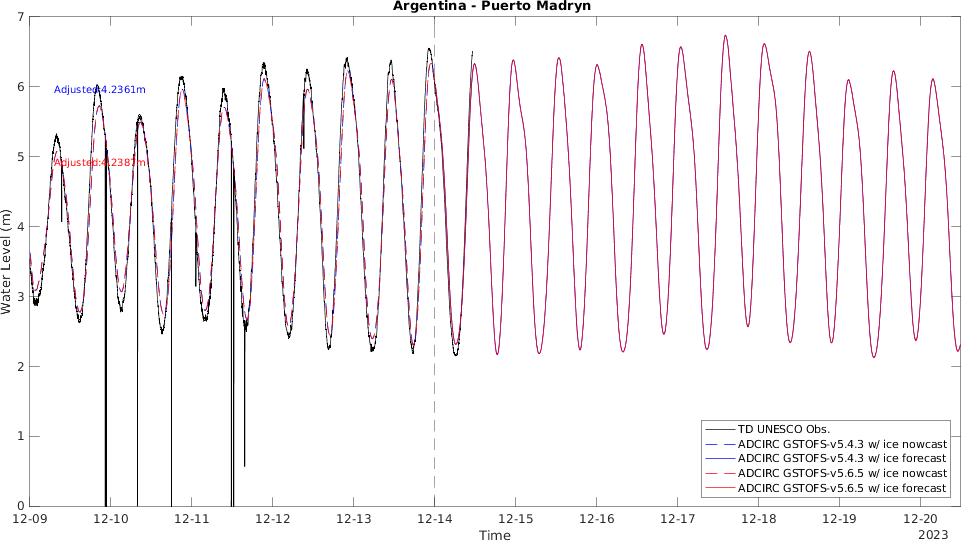 Argentina - Puerto Madryn
7
6
5
4
3
2
1
0
Water Level (m)
Adjusted:4.2361m
Adjusted:4.2387m
TD UNESCO Obs.
ADCIRC GSTOFS-v5.4.3 w/ ice nowcast
ADCIRC GSTOFS-v5.4.3 w/ ice forecast
ADCIRC GSTOFS-v5.6.5 w/ ice nowcast
ADCIRC GSTOFS-v5.6.5 w/ ice forecast
12-09 12-10 12-11 12-12 12-13 12-14 12-15 12-16 12-17 12-18 12-19 12-20
Time
2023